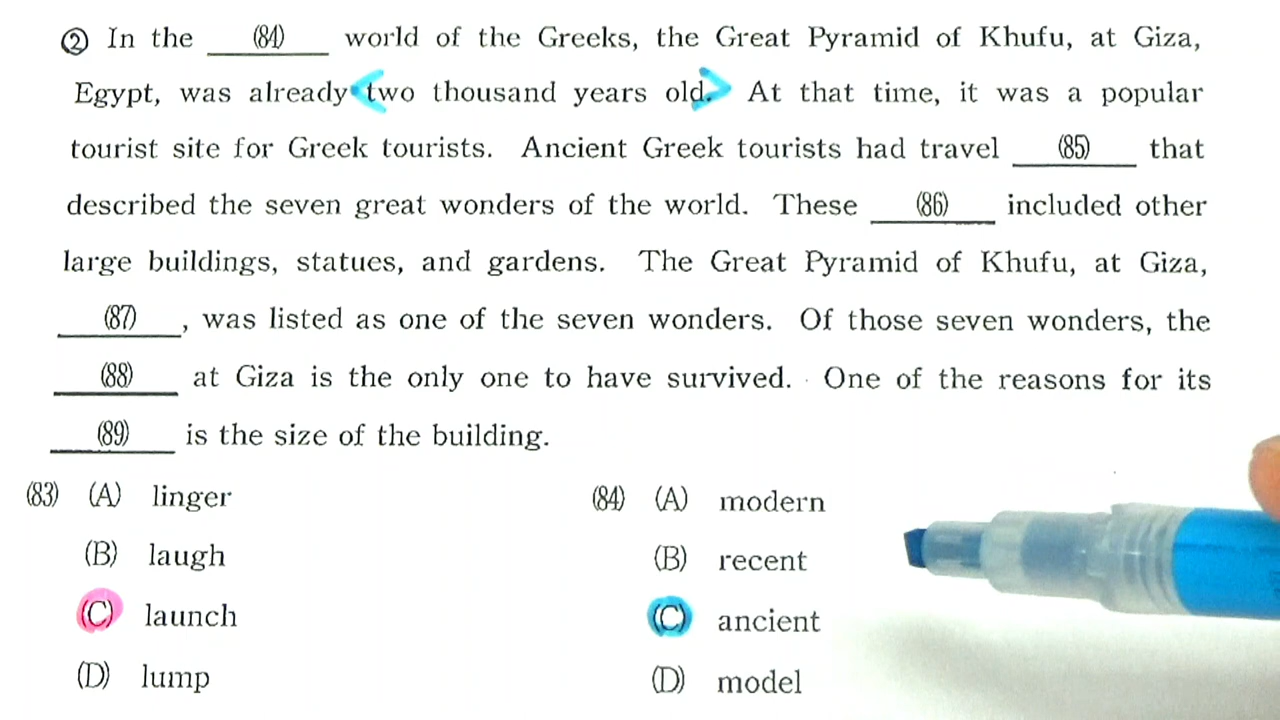 ② In the (84) world of the Greeks, the Great Pyramid of Khufu, at Giza,
Egypt, was already two thousand years old. At that time, it was a popular
tourist site for Greek tourists. Ancient Greek tourists had travel (85) that
described the seven great wonders of the world. These (86) included other
large buildings, statues, and gardens. The Great Pyramid of Khufu, at Giza,
(87) , was listed as one of the seven wonders. Of those seven wonders, the
(88) at Giza is the only one to have survived. One of the reasons for its
(89) is the size of the building.
(83) (A) linger
(B) laugh
(C) launch
(D) lump
(84) (A) modern
(B) recent
(C) ancient
(D) model